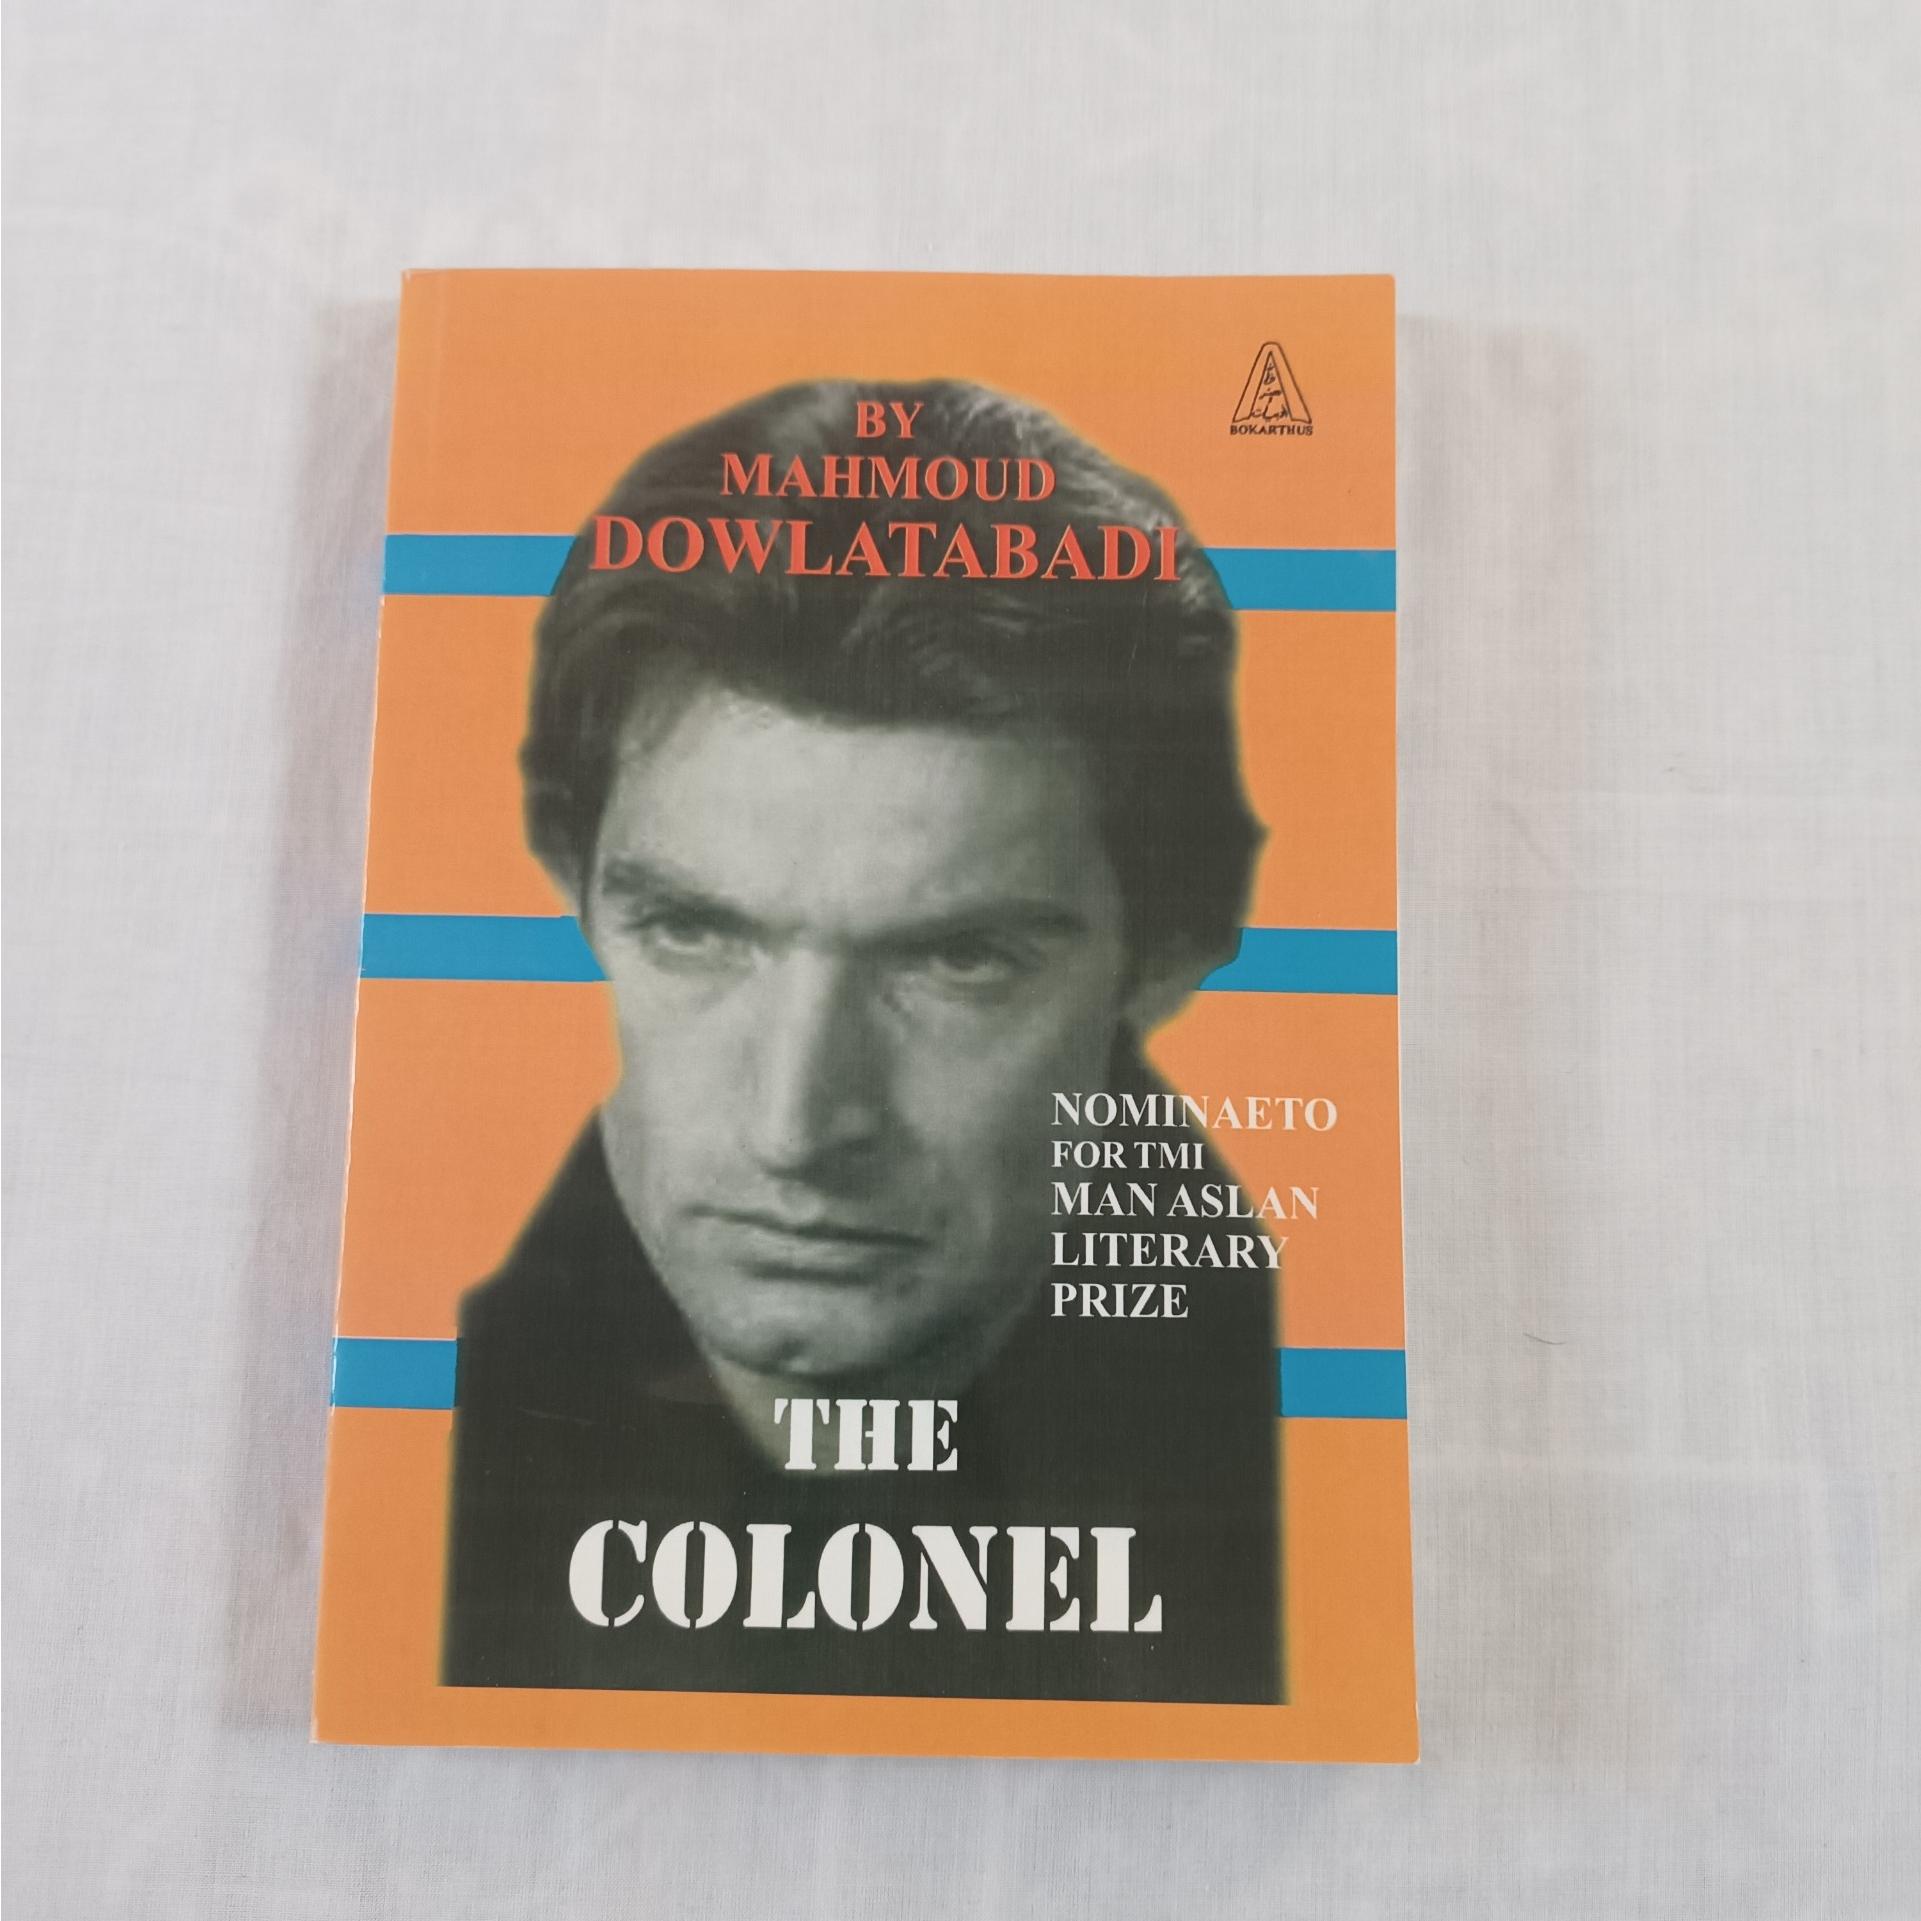 BOKARTHUS
BY
MAHMOUD
DOWLATABADI
NOMINAETO
FOR TMI
MAN ASLAN
LITERARY
PRIZE
THE
COLONEL